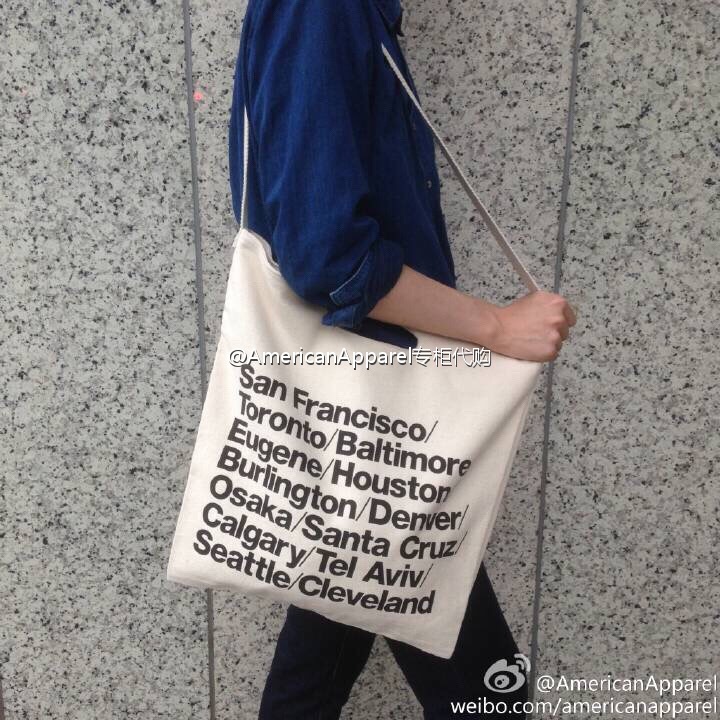 @AmericanApparel专柜代购
San Francisco/
Toronto/Baltimore
Eugene/Houston
Burlington/Denver/
Osaka/Santa Cruz/
Calgary/Tel Aviv/
Seattle/Cleveland
@AmericanApparel
weibo.com/americanapparel